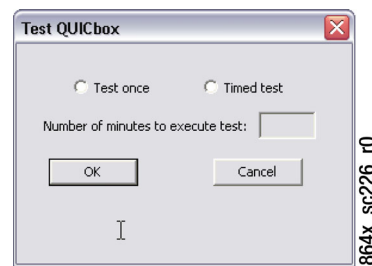 Test QUICbox
Test once
Timed test
Number of minutes to execute test:
OK
Cancel
864x_sc226_r0